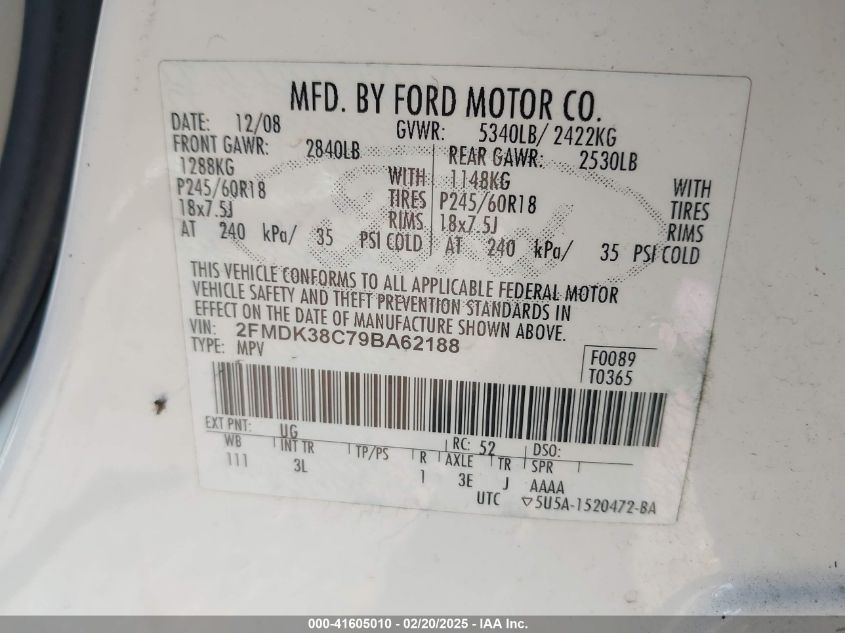 MFD. BY FORD MOTOR CO.
DATE: 12/08 GVWR: 5340LB/ 2422KG
FRONT GAWR: 2840LB REAR GAWR: 2530LB
1288KG WITH 1148KG WITH
P245/60R18 TIRES P245/60R18 TIRES
18x7.5J RIMS 18x7.5J RIMS
AT 240 kPa/ 35 PSI COLD AT 240 kPa/ 35 PSI COLD
THIS VEHICLE CONFORMS TO ALL APPLICABLE FEDERAL MOTOR
VEHICLE SAFETY AND THEFT PREVENTION STANDARDS IN
EFFECT ON THE DATE OF MANUFACTURE SHOWN ABOVE.
VIN: 2FMDK38C79BA62188
TYPE: MPV
F0089
T0365
EXT PNT: UG RC: 52 DSO:
WB INT TR TP/PS R AXLE TR SPR
111 3L 1 3E J AAAA
UTC ▽5U5A-1520472-BA
000-41605010 - 02/20/2025 - IAA Inc.